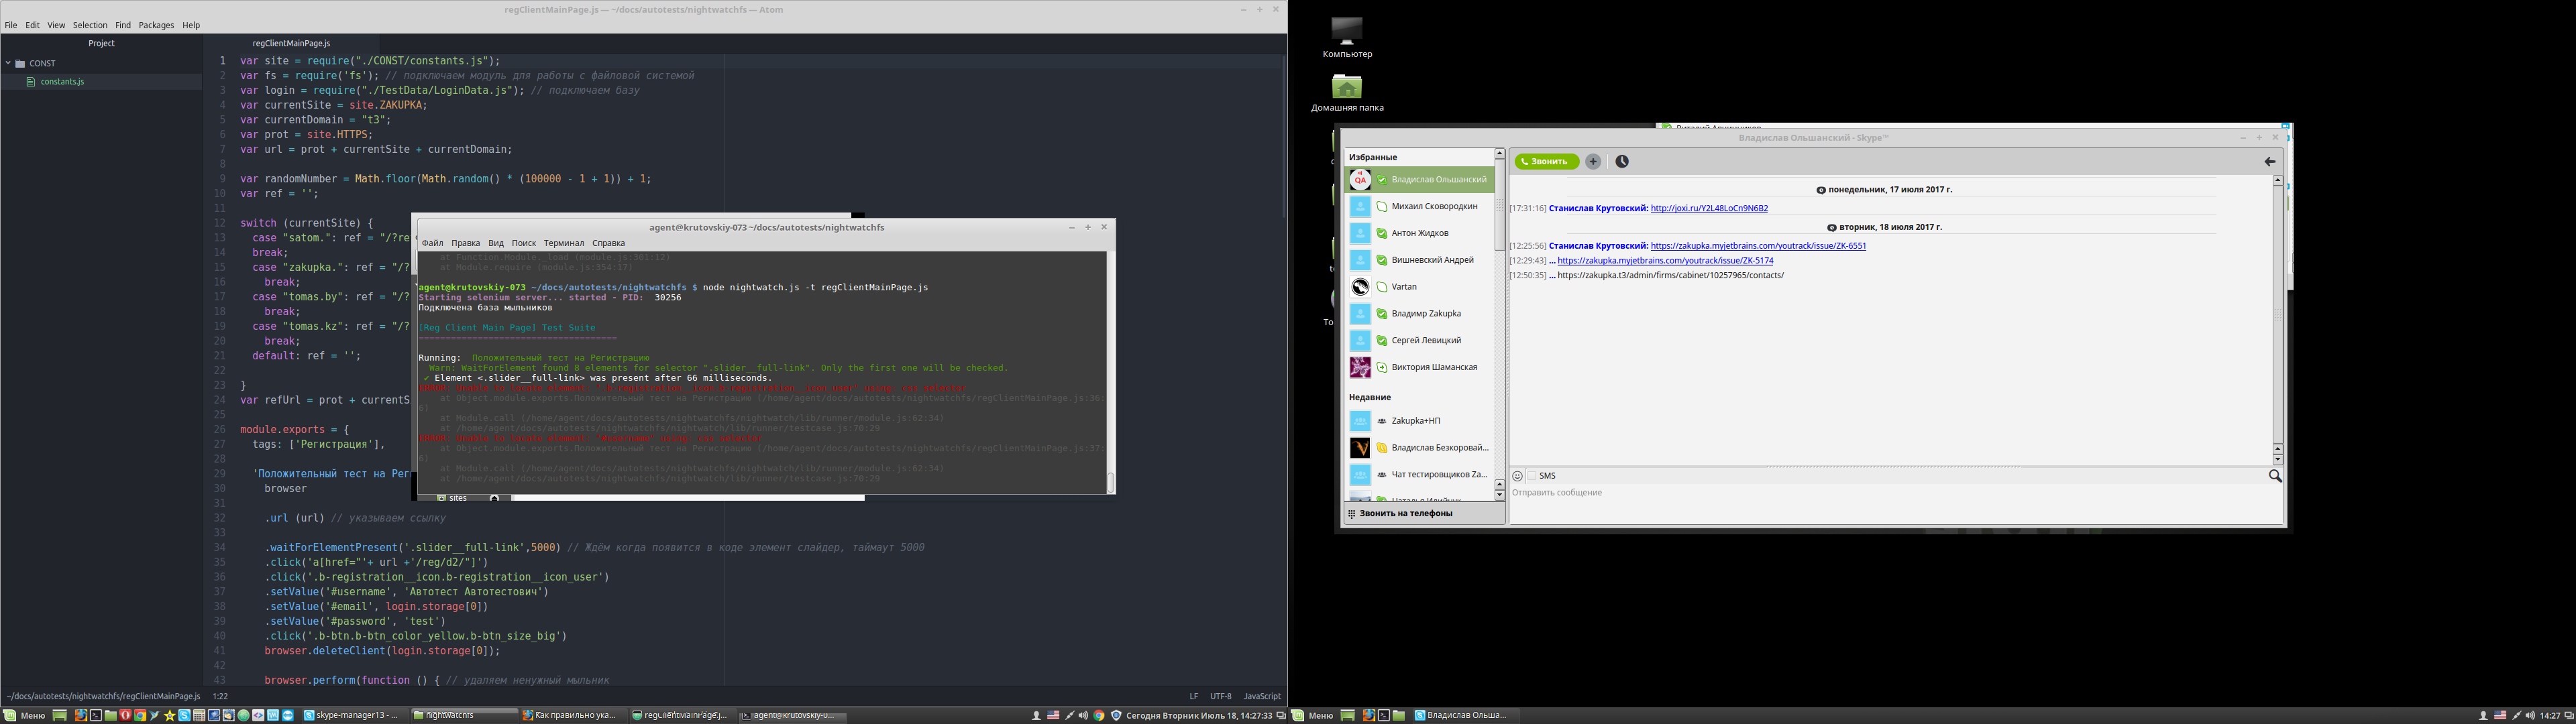 regClientMainPage.js — ~/docs/autotests/nightwatchfs — Atom
File Edit View Selection Find Packages Help
Project
CONST
constants.js
regClientMainPage.js
1 var site = require("./CONST/constants.js");
2 var fs = require('fs'); // подключаем модуль для работы с файловой системой
3 var login = require("./TestData/LoginData.js"); // подключаем базу
4 var currentSite = site.ZAKUPKA;
5 var currentDomain = "t3";
6 var prot = site.HTTPS;
7 var url = prot + currentSite + currentDomain;
8
9 var randomNumber = Math.floor(Math.random() * (100000 - 1 + 1)) + 1;
10 var ref = '';
11
12 switch (currentSite) {
13 case "satom.": ref = "/?re
14 break;
15 case "zakupka.": ref = "/?
16 break;
17 case "tomas.by": ref = "/?
18 break;
19 case "tomas.kz": ref = "/?
20 break;
21 default: ref = '';
22
23 }
24 var refUrl = prot + currentS
25
26 module.exports = {
27 tags: ['Регистрация'],
28
29 'Положительный тест на Рег
30 browser
31
32 .url (url) // указываем ссылку
33
34 .waitForElementPresent('.slider__full-link',5000) // Ждём когда появится в коде элемент слайдер, таймаут 5000
35 .click('a[href="'+ url +'/reg/d2/"]')
36 .click('.b-registration__icon.b-registration__icon_user')
37 .setValue('#username', 'Автотест Автотестович')
38 .setValue('#email', login.storage[0])
39 .setValue('#password', 'test')
40 .click('.b-btn.b-btn_color_yellow.b-btn_size_big')
41 browser.deleteClient(login.storage[0]);
42
43 browser.perform(function () { // удаляем ненужный мыльник
~/docs/autotests/nightwatchfs/regClientMainPage.js 1:22
LF UTF-8 JavaScript
agent@krutovskiy-073 ~/docs/autotests/nightwatchfs
Файл Правка Вид Поиск Терминал Справка
at Function.Module._load (module.js:301:12)
at Module.require (module.js:354:17)
agent@krutovskiy-073 ~/docs/autotests/nightwatchfs $ node nightwatch.js -t regClientMainPage.js
Starting selenium server... started - PID: 30256
Подключена база мыльников
[Reg Client Main Page] Test Suite
=====================================
Running: Положительный тест на Регистрацию
Warn: WaitForElement found 8 elements for selector ".slider__full-link". Only the first one will be checked.
✔ Element <.slider__full-link> was present after 66 milliseconds.
ERROR: Unable to locate element: ".b-registration__icon.b-registration__icon_user" using: css selector
at Object.module.exports.Положительный тест на Регистрацию (/home/agent/docs/autotests/nightwatchfs/regClientMainPage.js:36:
6)
at Module.call (/home/agent/docs/autotests/nightwatchfs/nightwatch/lib/runner/module.js:62:34)
at /home/agent/docs/autotests/nightwatchfs/nightwatch/lib/runner/testcase.js:70:29
ERROR: Unable to locate element: "#username" using: css selector
at Object.module.exports.Положительный тест на Регистрацию (/home/agent/docs/autotests/nightwatchfs/regClientMainPage.js:37:
6)
at Module.call (/home/agent/docs/autotests/nightwatchfs/nightwatch/lib/runner/module.js:62:34)
at /home/agent/docs/autotests/nightwatchfs/nightwatch/lib/runner/testcase.js:70:29
sites
Компьютер
Домашняя папка
Владислав Ольшанский - Skype™
Избранные
Владислав Ольшанский
Михаил Сковородкин
Антон Жидков
Вишневский Андрей
Vartan
Владимр Zakupka
Сергей Левицкий
Виктория Шаманская
Недавние
Zakupka+НП
Владислав Безкоровай...
Чат тестировщиков Za...
Звонить на телефоны
Звонить
понедельник, 17 июля 2017 г.
[17:31:16] Станислав Крутовский: http://joxi.ru/Y2L48LoCn9N6B2
вторник, 18 июля 2017 г.
[12:25:56] Станислав Крутовский: https://zakupka.myjetbrains.com/youtrack/issue/ZK-6551
[12:29:43] ... https://zakupka.myjetbrains.com/youtrack/issue/ZK-5174
[12:50:35] ... https://zakupka.t3/admin/firms/cabinet/10257965/contacts/
SMS
Отправить сообщение
Меню
skype-manager13 - ...
nightwatchfs
Как правильно ука...
regClientMainPage.j...
agent@krutovskiy-0...
Сегодня Вторник Июль 18, 14:27:33
Меню
Владислав Ольша...
14:27